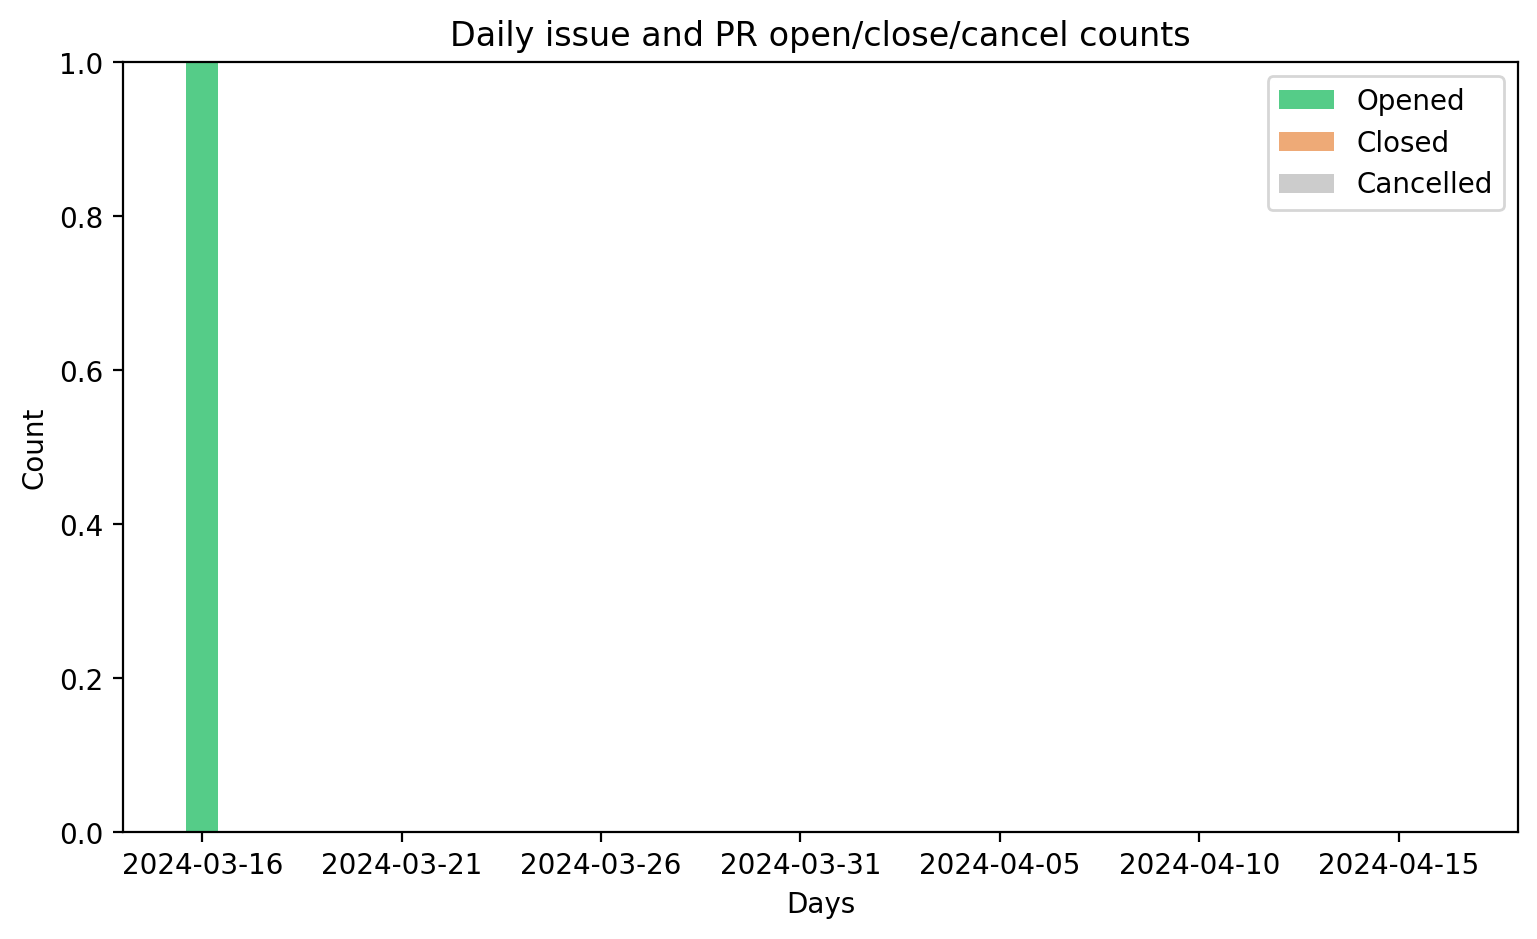 Daily issue and PR open/close/cancel counts
1.0
0.8
0.6
0.4
0.2
0.0
Count
Opened
Closed
Cancelled
2024-03-16 2024-03-21 2024-03-26 2024-03-31 2024-04-05 2024-04-10 2024-04-15
Days